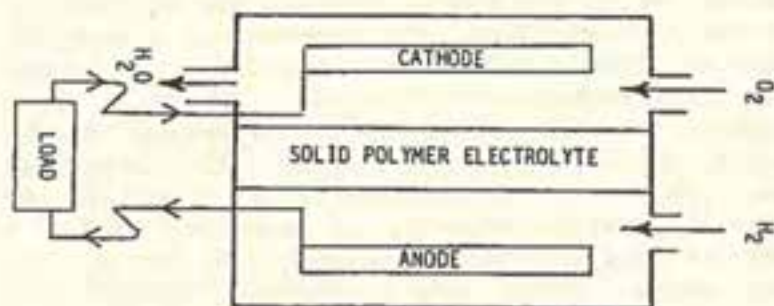 CATHODE
H₂O
O₂
SOLID POLYMER ELECTROLYTE
LOAD
H₂
ANODE